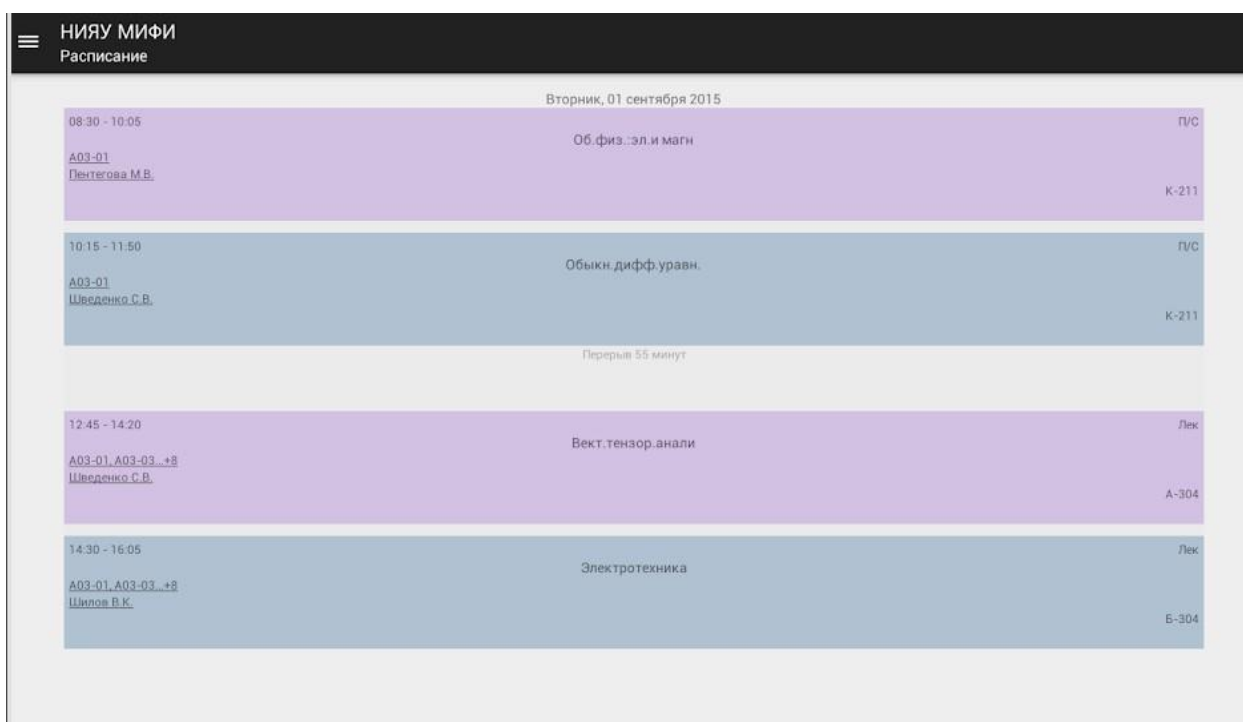 НИЯУ МИФИ
Расписание
Вторник, 01 сентября 2015
08:30 - 10:05
П/С
Об.физ.:эл.и магн
А03-01
Пентегова М.В.
К-211
10:15 - 11:50
П/С
Обыкн.дифф.уравн.
А03-01
Шведенко С.В.
К-211
Перерыв 55 минут
12:45 - 14:20
Лек
Вект.тензор.анали
А03-01, А03-03...+8
Шведенко С.В.
А-304
14:30 - 16:05
Лек
Электротехника
А03-01, А03-03...+8
Шилов В.К.
Б-304